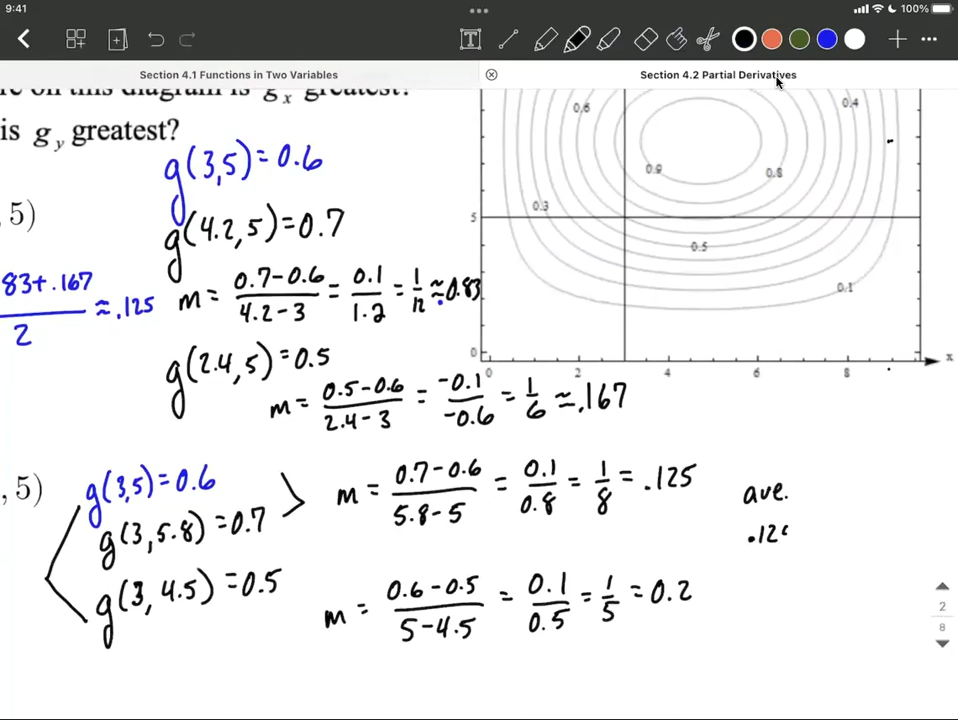 9:41
100%
Section 4.1 Functions in Two Variables
Section 4.2 Partial Derivatives
re on this diagram is g x greatest?
is g y greatest?
, 5)
g(3,5)=0.6
g(4.2,5)=0.7
m = 0.7-0.6 / 4.2-3 = 0.1 / 1.2 = 1/12 ≈0.83
83+.167 / 2 ≈ .125
g(2.4,5)=0.5
m = 0.5-0.6 / 2.4-3 = -0.1 / -0.6 = 1/6 ≈.167
0.6
0.4
0.9
0.8
0.3
5
0.5
0.1
0
x
0
2
4
6
8
, 5)
g(3,5)=0.6
g(3,5.8)=0.7
g(3,4.5)=0.5
m = 0.7-0.6 / 5.8-5 = 0.1 / 0.8 = 1/8 = .125
m = 0.6-0.5 / 5-4.5 = 0.1 / 0.5 = 1/5 = 0.2
ave.
.12
2
8